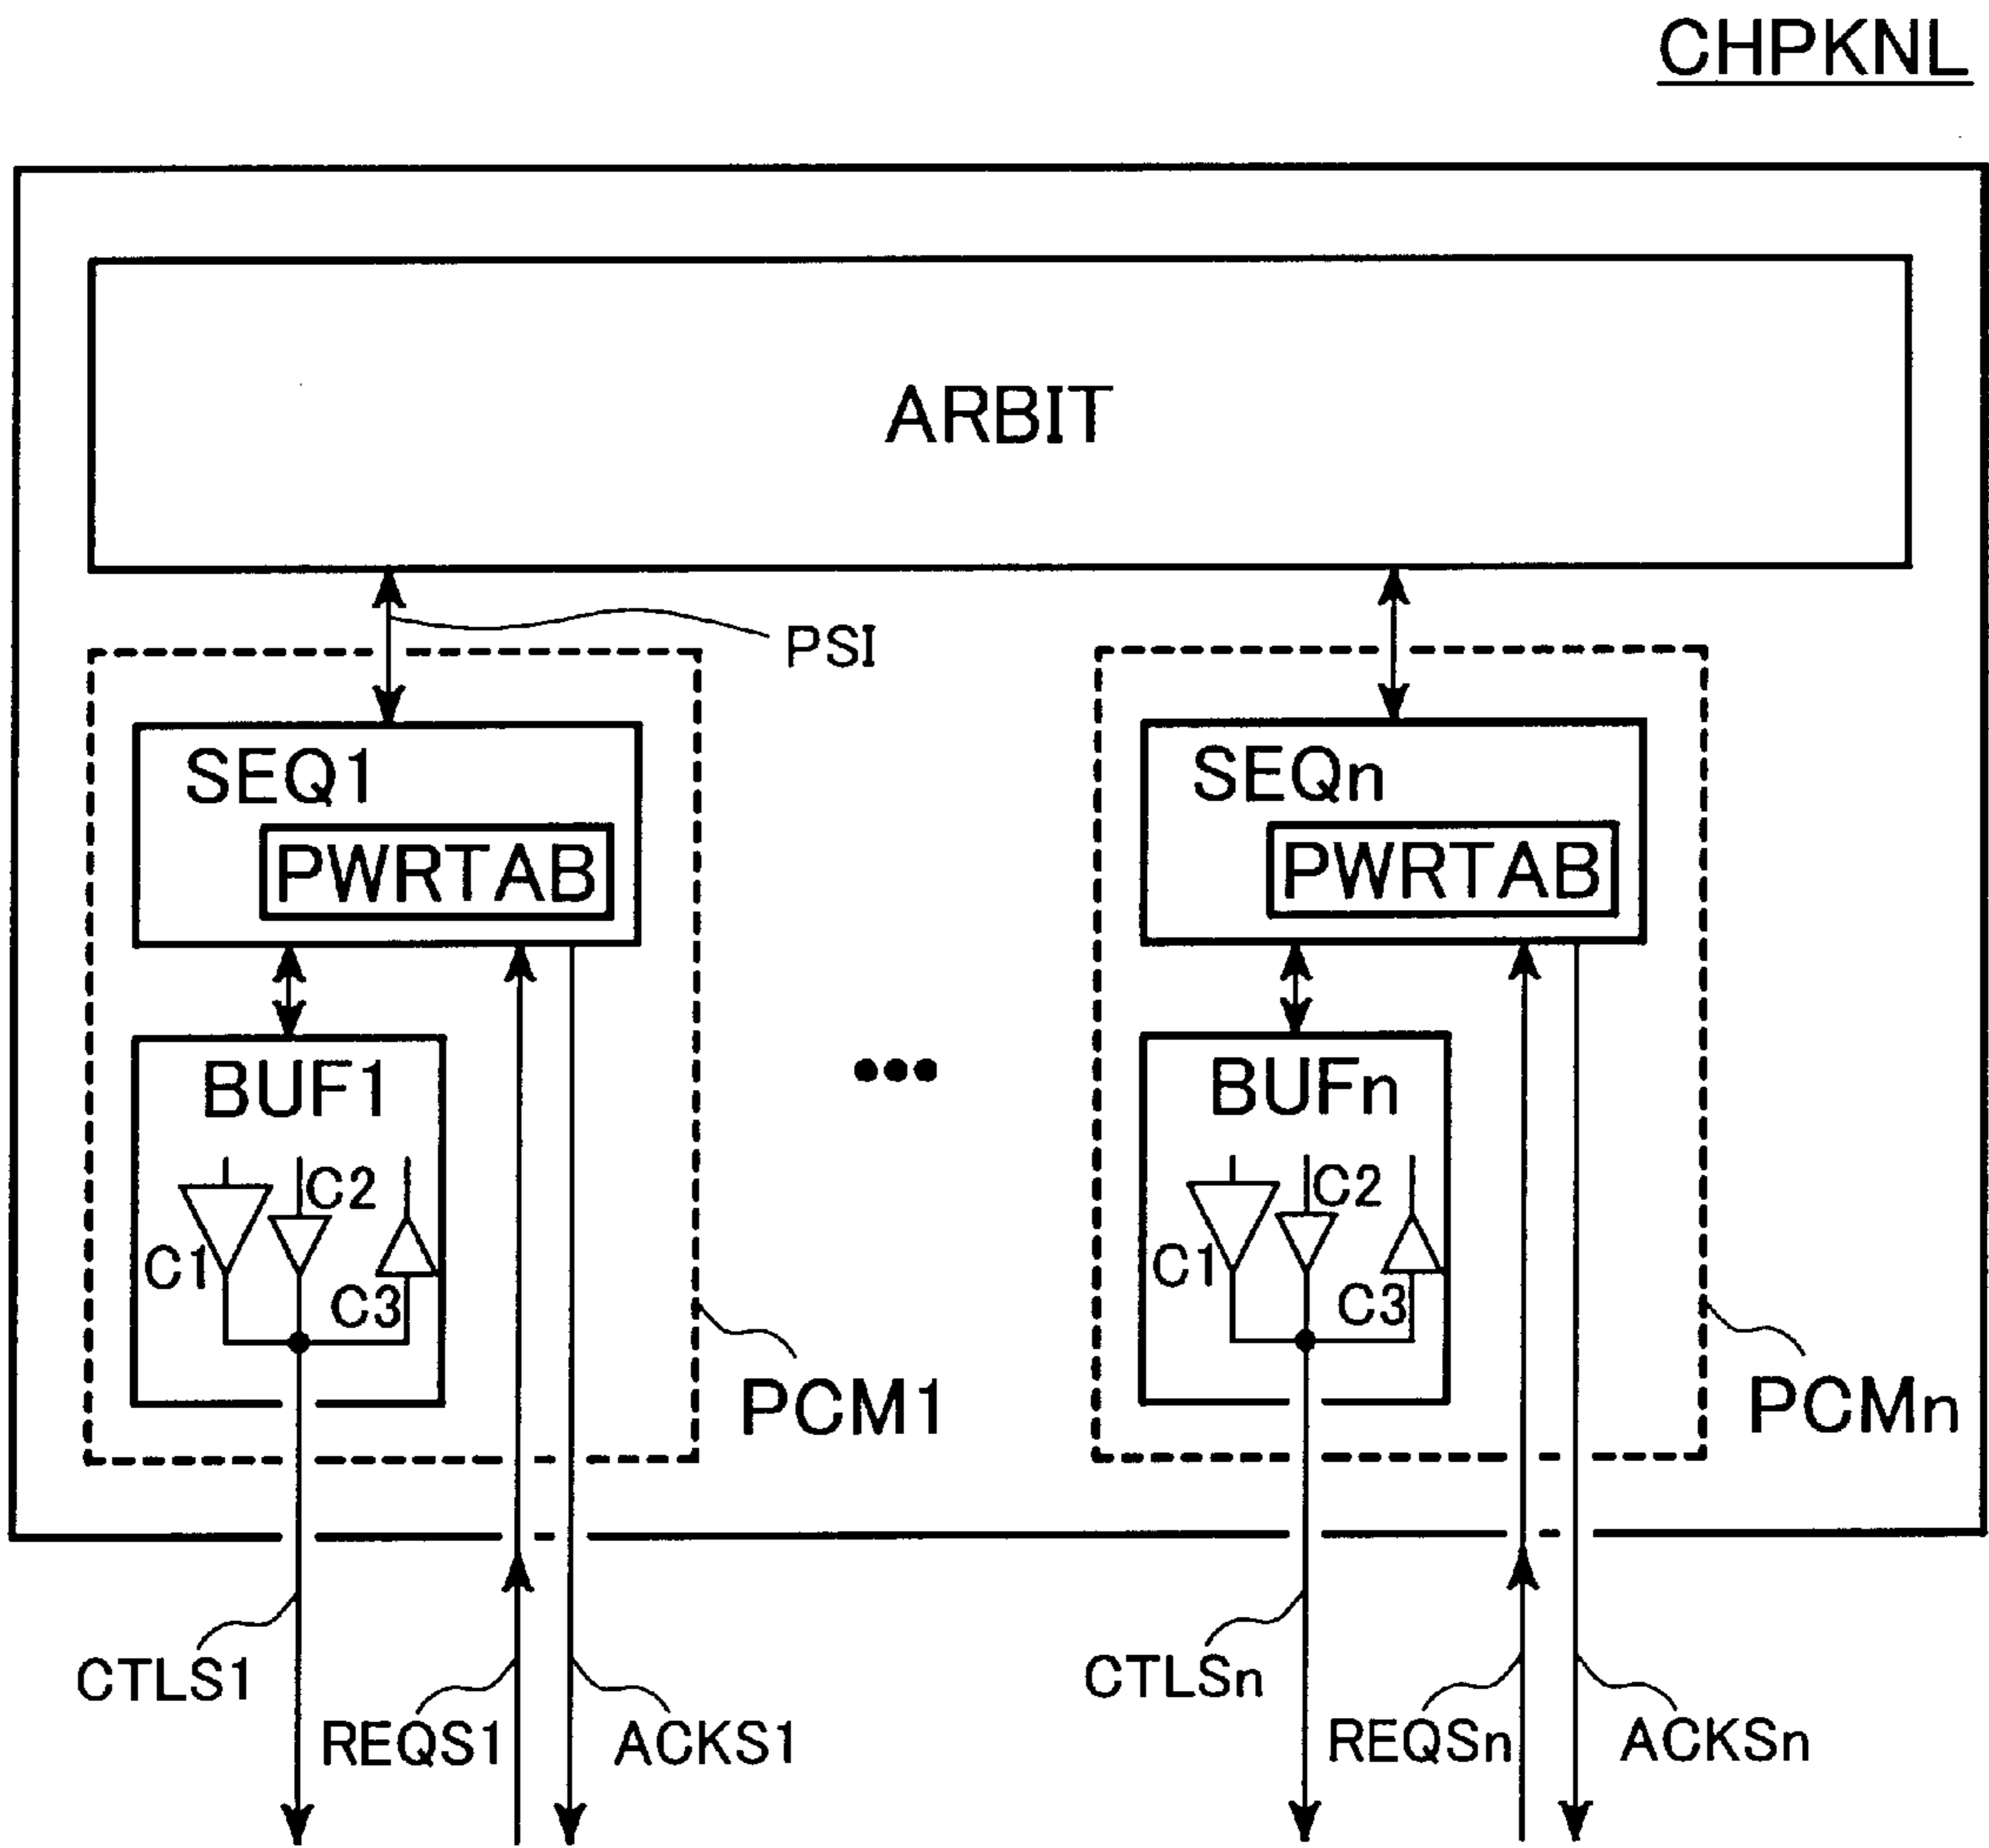 CHPKNL
ARBIT
PSI
SEQ1
PWRTAB
SEQn
PWRTAB
BUF1
C2
C1
C3
BUFn
C2
C1
C3
PCM1
PCMn
CTLS1
REQS1
ACKS1
CTLSn
REQSn
ACKSn